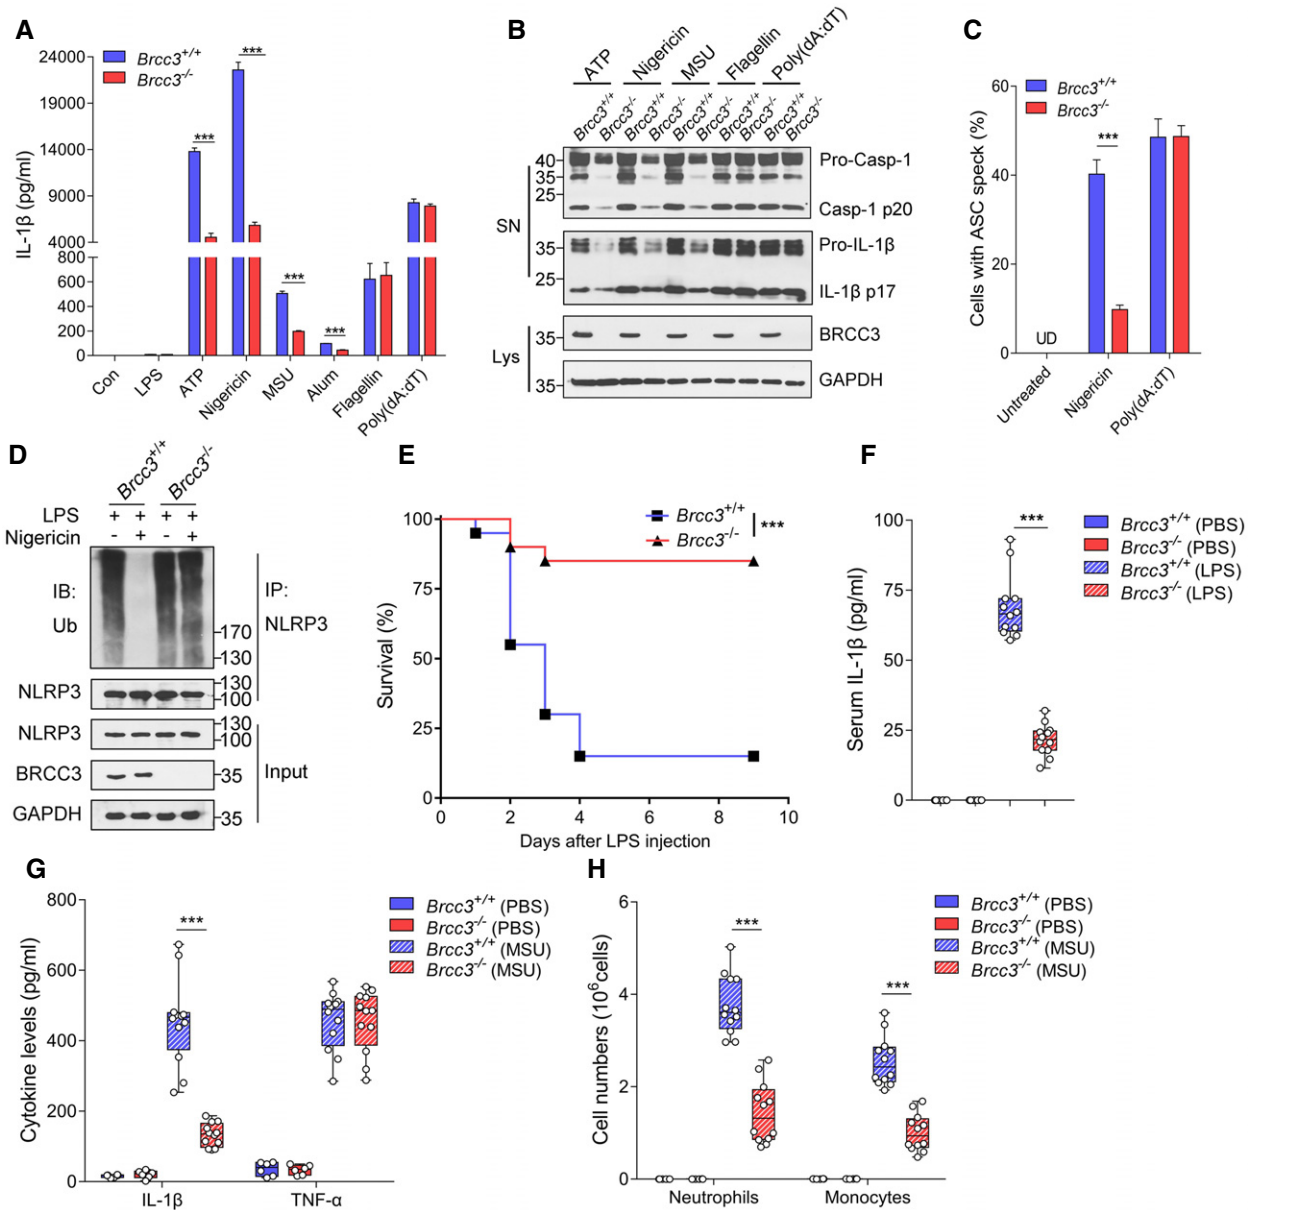 A
Brcc3+/+
Brcc3-/-
IL-1β (pg/ml)
24000
19000
14000
9000
4000
800
600
400
200
0
***
***
***
***
Con
LPS
ATP
Nigericin
MSU
Alum
Flagellin
Poly(dA:dT)
B
ATP
Nigericin
MSU
Flagellin
Poly(dA:dT)
Brcc3+/+
Brcc3-/-
Brcc3+/+
Brcc3-/-
Brcc3+/+
Brcc3-/-
Brcc3+/+
Brcc3-/-
Brcc3+/+
Brcc3-/-
SN
40
35
25
Pro-Casp-1
Casp-1 p20
35
25
Pro-IL-1β
IL-1β p17
Lys
35
BRCC3
35
GAPDH
C
Brcc3+/+
Brcc3-/-
Cells with ASC speck (%)
60
40
20
0
***
UD
Untreated
Nigericin
Poly(dA:dT)
D
Brcc3+/+
Brcc3-/-
LPS + + + +
Nigericin - + - +
IB:
Ub
IP:
NLRP3
170
130
NLRP3
130
100
NLRP3
130
100
BRCC3
35
Input
GAPDH
35
E
Brcc3+/+
Brcc3-/-
***
Survival (%)
100
75
50
25
0
0 2 4 6 8 10
Days after LPS injection
F
Serum IL-1β (pg/ml)
100
75
50
25
0
***
Brcc3+/+ (PBS)
Brcc3-/- (PBS)
Brcc3+/+ (LPS)
Brcc3-/- (LPS)
G
Cytokine levels (pg/ml)
800
600
400
200
0
***
IL-1β
TNF-α
Brcc3+/+ (PBS)
Brcc3-/- (PBS)
Brcc3+/+ (MSU)
Brcc3-/- (MSU)
H
Cell numbers (10⁶cells)
6
4
2
0
***
***
Neutrophils
Monocytes
Brcc3+/+ (PBS)
Brcc3-/- (PBS)
Brcc3+/+ (MSU)
Brcc3-/- (MSU)